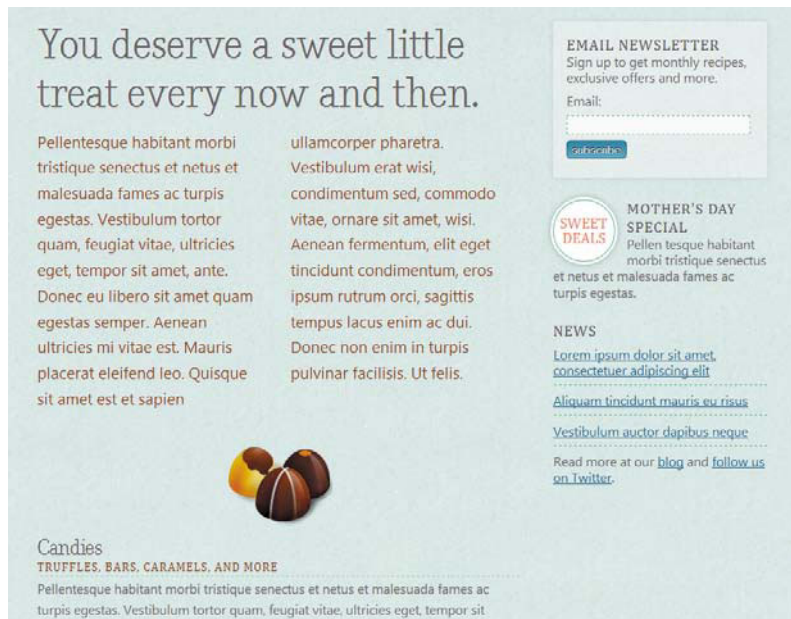 You deserve a sweet little
treat every now and then.
Pellentesque habitant morbi
tristique senectus et netus et
malesuada fames ac turpis
egestas. Vestibulum tortor
quam, feugiat vitae, ultricies
eget, tempor sit amet, ante.
Donec eu libero sit amet quam
egestas semper. Aenean
ultricies mi vitae est. Mauris
placerat eleifend leo. Quisque
sit amet est et sapien
ullamcorper pharetra.
Vestibulum erat wisi,
condimentum sed, commodo
vitae, ornare sit amet, wisi.
Aenean fermentum, elit eget
tincidunt condimentum, eros
ipsum rutrum orci, sagittis
tempus lacus enim ac dui.
Donec non enim in turpis
pulvinar facilisis. Ut felis.
Candies
TRUFFLES, BARS, CARAMELS, AND MORE
Pellentesque habitant morbi tristique senectus et netus et malesuada fames ac
turpis egestas. Vestibulum tortor quam, feugiat vitae, ultricies eget, tempor sit
EMAIL NEWSLETTER
Sign up to get monthly recipes,
exclusive offers and more.
Email:
subscribe
SWEET
DEALS
MOTHER'S DAY
SPECIAL
Pellen tesque habitant
morbi tristique senectus
et netus et malesuada fames ac
turpis egestas.
NEWS
Lorem ipsum dolor sit amet,
consectetuer adipiscing elit
Aliquam tincidunt mauris eu risus
Vestibulum auctor dapibus neque
Read more at our blog and follow us
on Twitter.